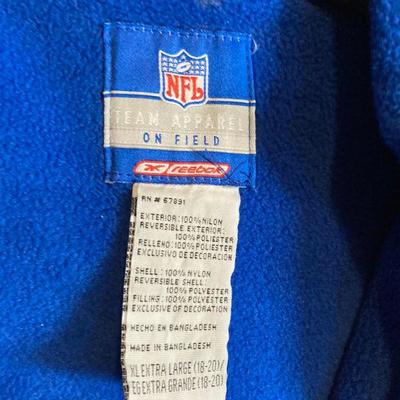 NFL
TEAM APPAREL
ON FIELD
Reebok
RN # 67891
EXTERIOR:100%NILON
REVERSIBLE EXTERIOR:
100%POLIESTER
RELLENO:100%POLIESTER
EXCLUSIVO DE DECORACION
SHELL:100%NYLON
REVERSIBLE SHELL:
100%POLYESTER
FILLING:100%POLYESTER
EXCLUSIVE OF DECORATION
HECHO EN BANGLADESH
MADE IN BANGLADESH
XL EXTRA LARGE (18-20)/
EG EXTRA GRANDE (18-20)